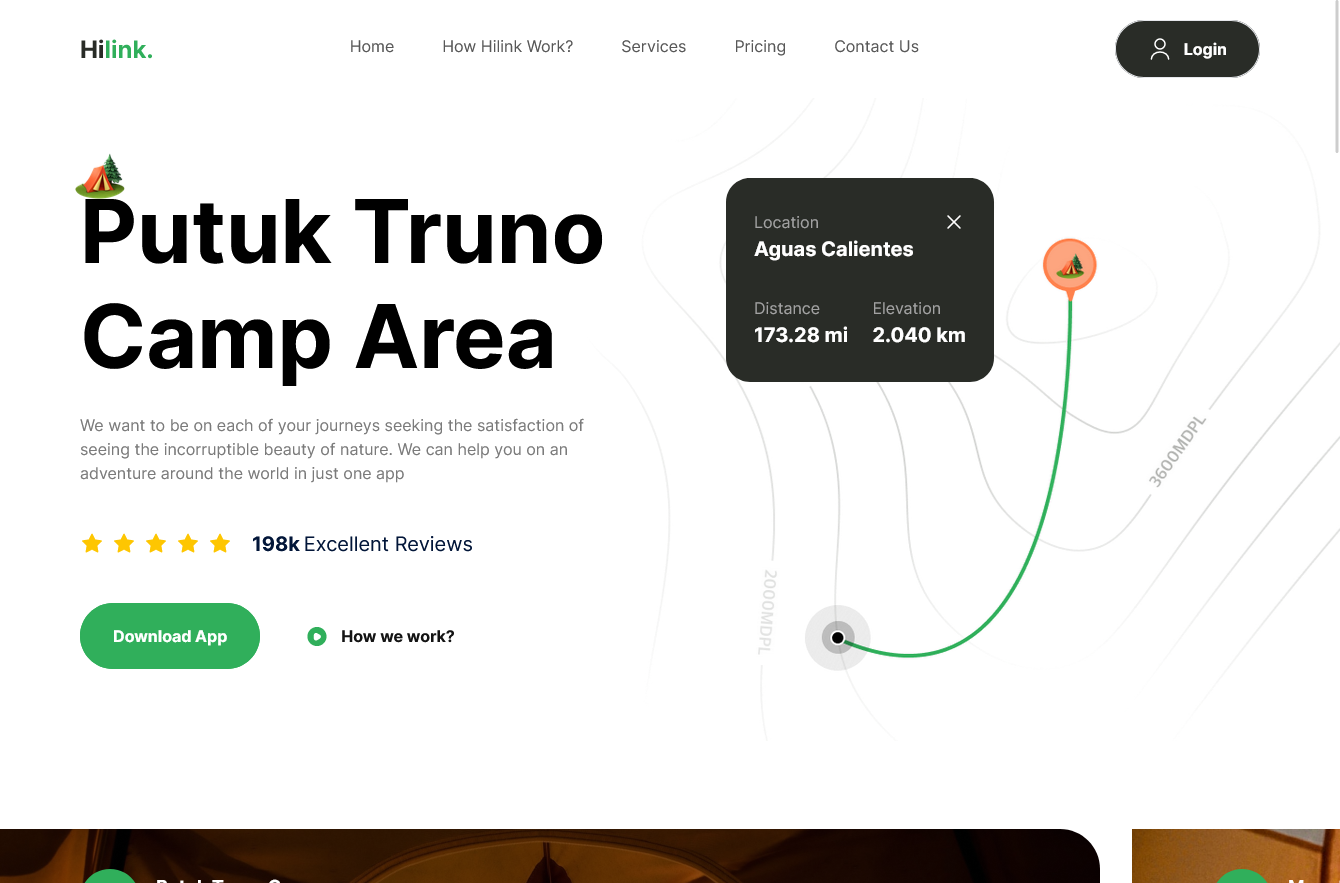 Hilink.
Home
How Hilink Work?
Services
Pricing
Contact Us
Login
Putuk Truno
Camp Area
We want to be on each of your journeys seeking the satisfaction of
seeing the incorruptible beauty of nature. We can help you on an
adventure around the world in just one app
198k Excellent Reviews
Download App
How we work?
Location
Aguas Calientes
Distance
Elevation
173.28 mi
2.040 km
3600MDPL
2000MDPL